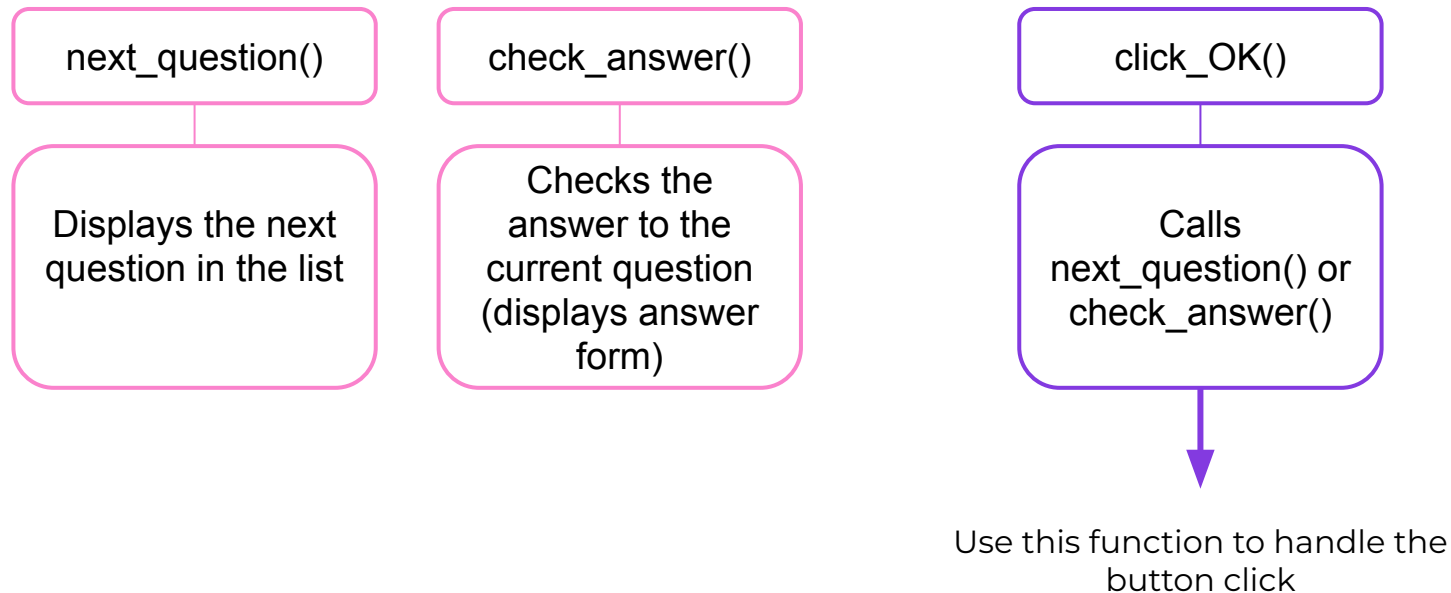 next_question()
Displays the next
question in the list
check_answer()
Checks the
answer to the
current question
(displays answer
form)
click_OK()
Calls
next_question() or
check_answer()
Use this function to handle the
button click